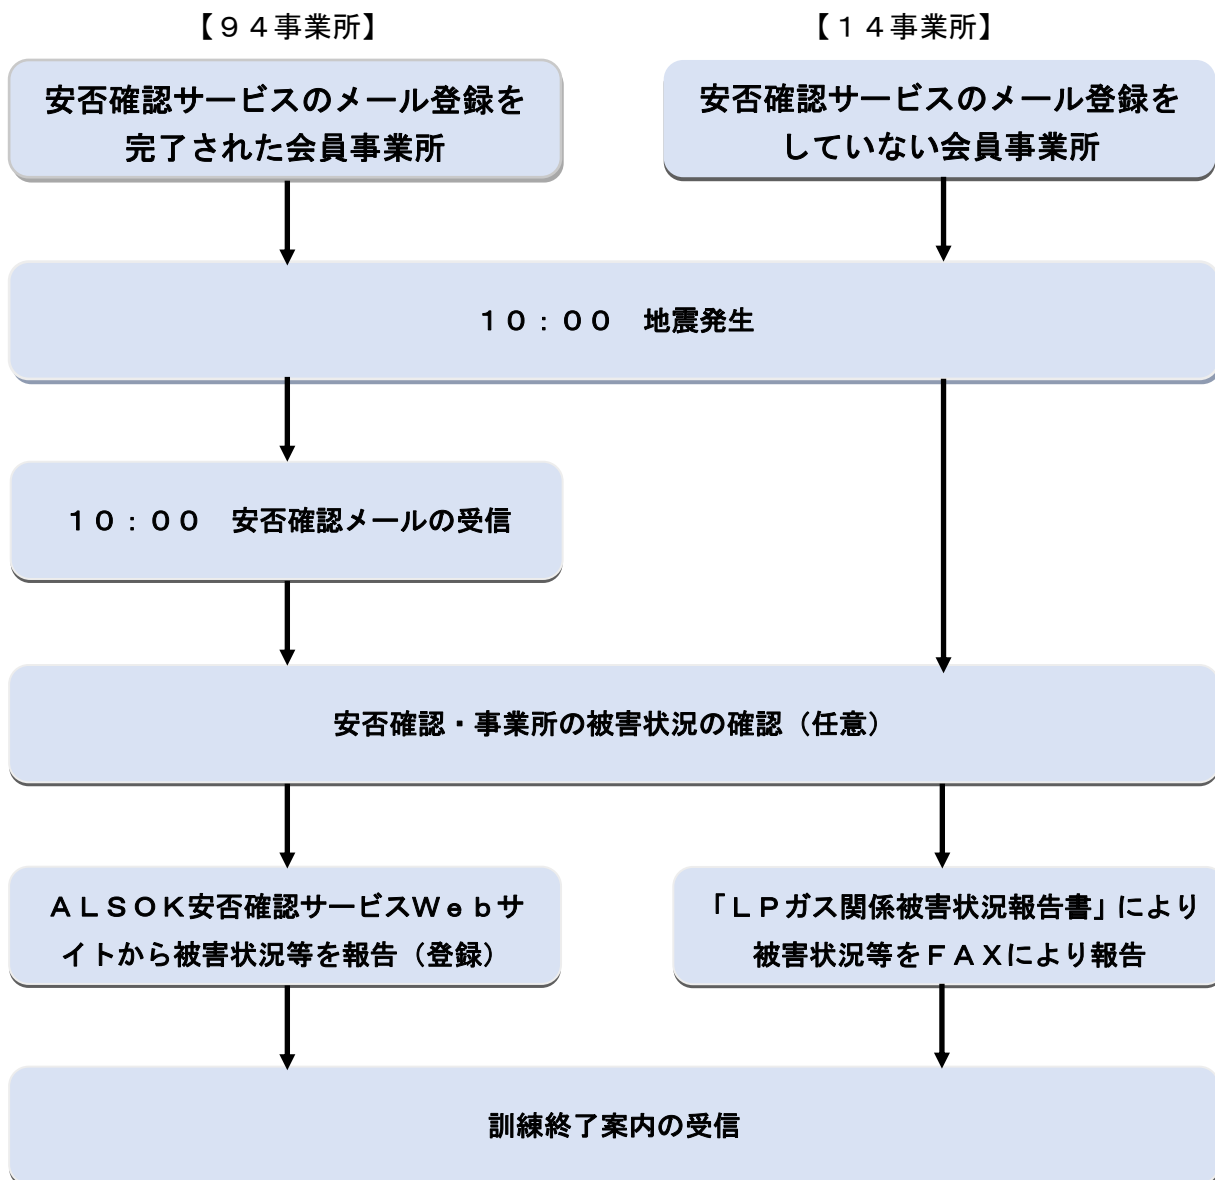 【９４事業所】
【１４事業所】
安否確認サービスのメール登録を
完了された会員事業所
安否確認サービスのメール登録を
していない会員事業所
１０：００　地震発生
１０：００　安否確認メールの受信
安否確認・事業所の被害状況の確認（任意）
ＡＬＳＯＫ安否確認サービスＷｅｂサ
イトから被害状況等を報告（登録）
「ＬＰガス関係被害状況報告書」により
被害状況等をＦＡＸにより報告
訓練終了案内の受信